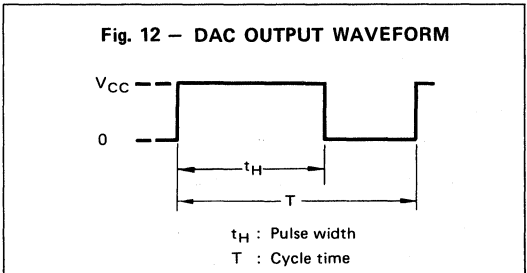 Fig. 12 — DAC OUTPUT WAVEFORM
VCC
0
tH
T
tH : Pulse width
T : Cycle time